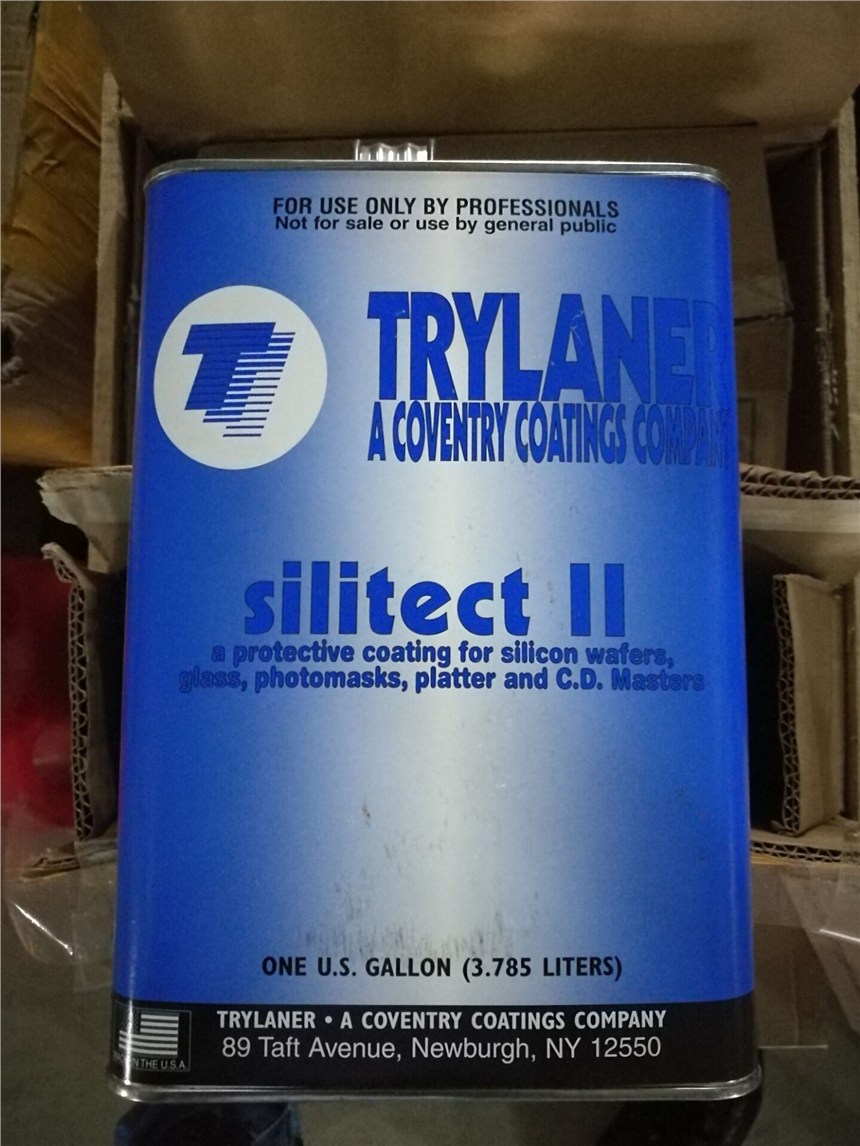 FOR USE ONLY BY PROFESSIONALS
Not for sale or use by general public
T
TRYLANER
A COVENTRY COATINGS COMPANY
silitect II
a protective coating for silicon wafers,
glass, photomasks, platter and C.D. Masters
ONE U.S. GALLON (3.785 LITERS)
TRYLANER • A COVENTRY COATINGS COMPANY
89 Taft Avenue, Newburgh, NY 12550
IN THE U.S.A.